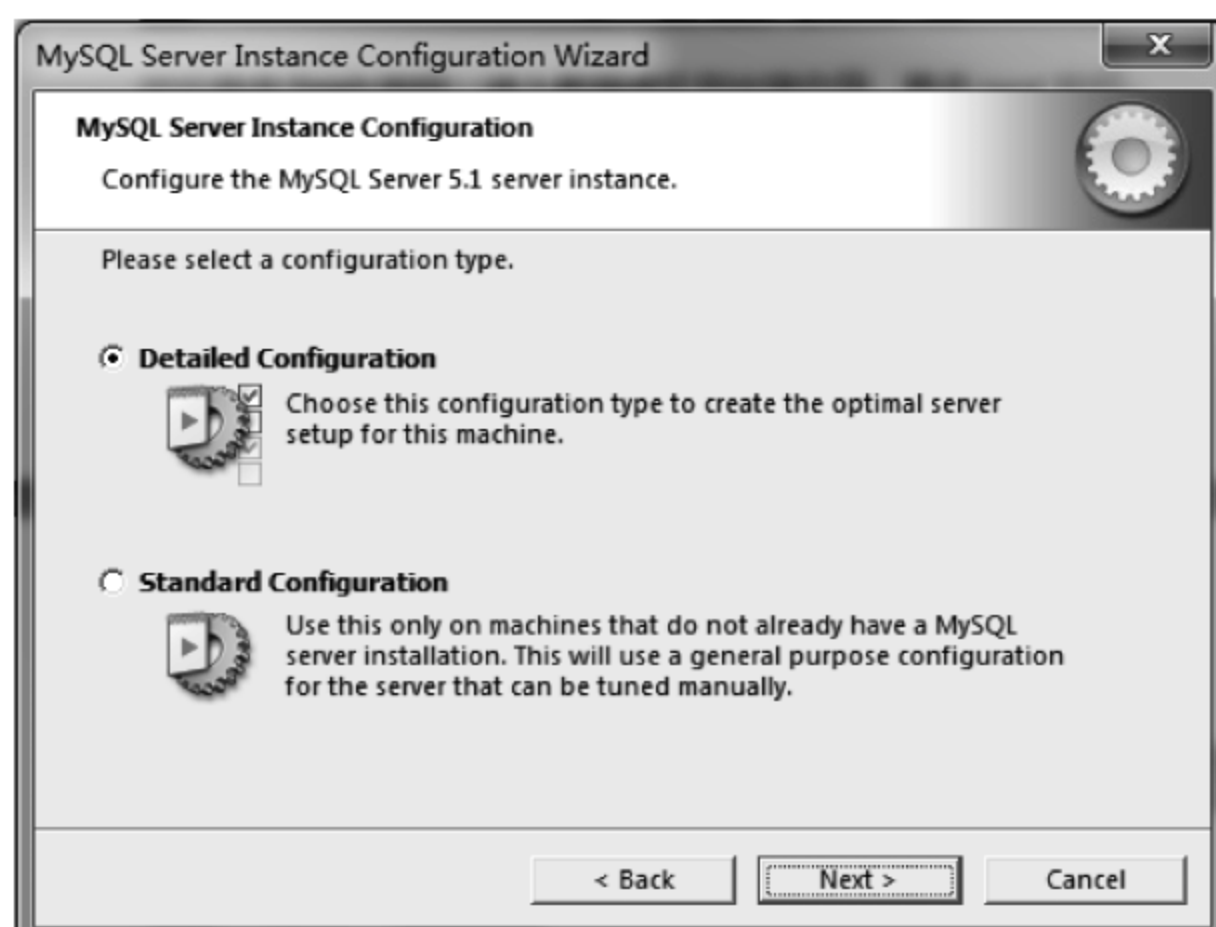 MySQL Server Instance Configuration Wizard
MySQL Server Instance Configuration
Configure the MySQL Server 5.1 server instance.
Please select a configuration type.
Detailed Configuration
Choose this configuration type to create the optimal server
setup for this machine.
Standard Configuration
Use this only on machines that do not already have a MySQL
server installation. This will use a general purpose configuration
for the server that can be tuned manually.
< Back
Next >
Cancel